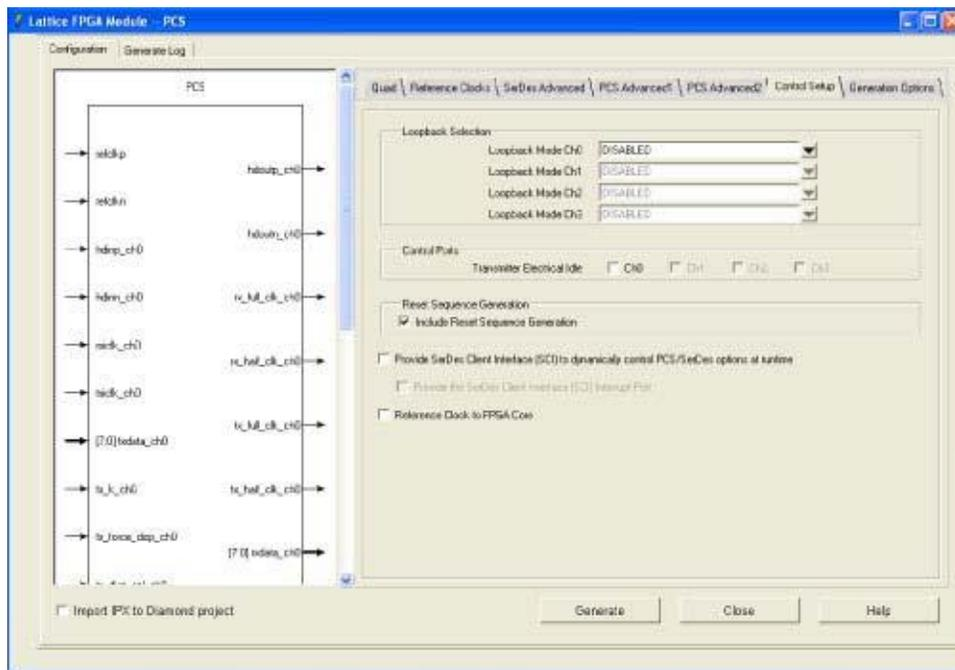 Lattice FPGA Module -- PCS
Configuration Generate Log
PCS
refclkp
hdoutp_ch0
refclkn
hdoutn_ch0
hdinp_ch0
hdinn_ch0
rx_full_clk_ch0
rxiclk_ch0
rx_half_clk_ch0
txiclk_ch0
tx_full_clk_ch0
[7:0] txdata_ch0
tx_k_ch0
tx_half_clk_ch0
tx_force_disp_ch0
[7:0] rxdata_ch0
Quad Reference Clocks SerDes Advanced PCS Advanced1 PCS Advanced2 Control Setup Generation Options
Loopback Selection
Loopback Mode Ch0 DISABLED
Loopback Mode Ch1 DISABLED
Loopback Mode Ch2 DISABLED
Loopback Mode Ch3 DISABLED
Control Ports
Transmitter Electrical Idle Ch0 Ch1 Ch2 Ch3
Reset Sequence Generation
Include Reset Sequence Generation
Provide SerDes Client Interface (SCI) to dynamically control PCS/SerDes options at runtime
Provide the SerDes Client Interface (SCI) Interrupt Port
Reference Clock to FPGA Core
Import IPX to Diamond project
Generate Close Help